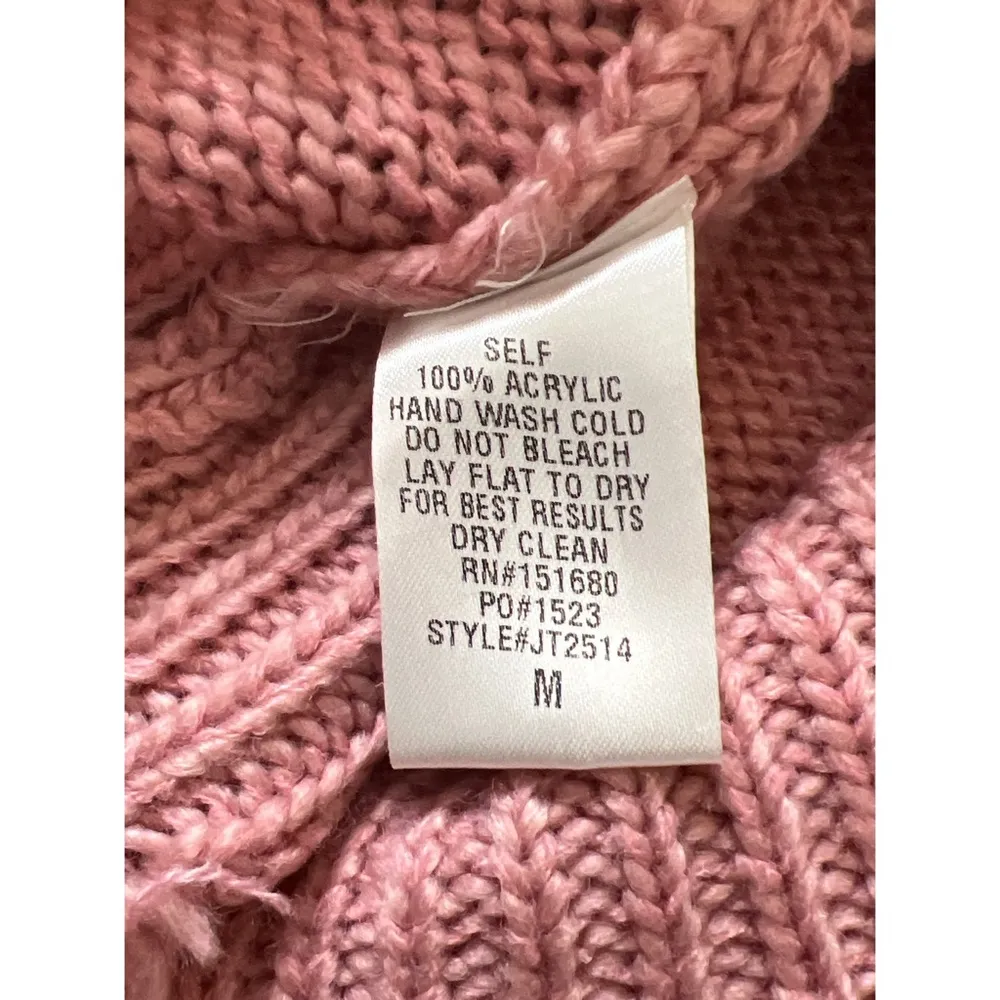 SELF
100% ACRYLIC
HAND WASH COLD
DO NOT BLEACH
LAY FLAT TO DRY
FOR BEST RESULTS
DRY CLEAN
RN#151680
PO#1523
STYLE#JT2514
M